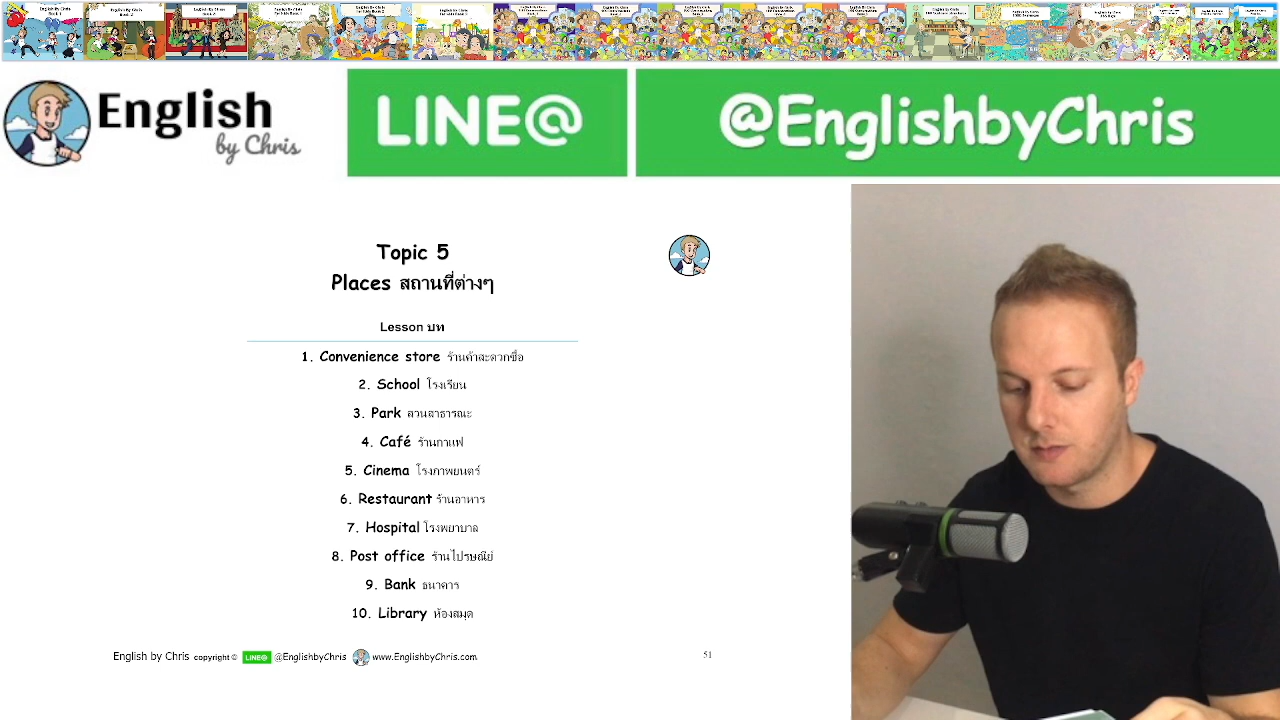 English by Chris
LINE@
@EnglishbyChris
Topic 5
Places สถานที่ต่างๆ
Lesson บท
1. Convenience store ร้านค้าสะดวกซื้อ
2. School โรงเรียน
3. Park สวนสาธารณะ
4. Café ร้านกาแฟ
5. Cinema โรงภาพยนตร์
6. Restaurant ร้านอาหาร
7. Hospital โรงพยาบาล
8. Post office ร้านไปรษณีย์
9. Bank ธนาคาร
10. Library ห้องสมุด
English by Chris copyright © LINE@ @EnglishbyChris www.EnglishbyChris.com
51